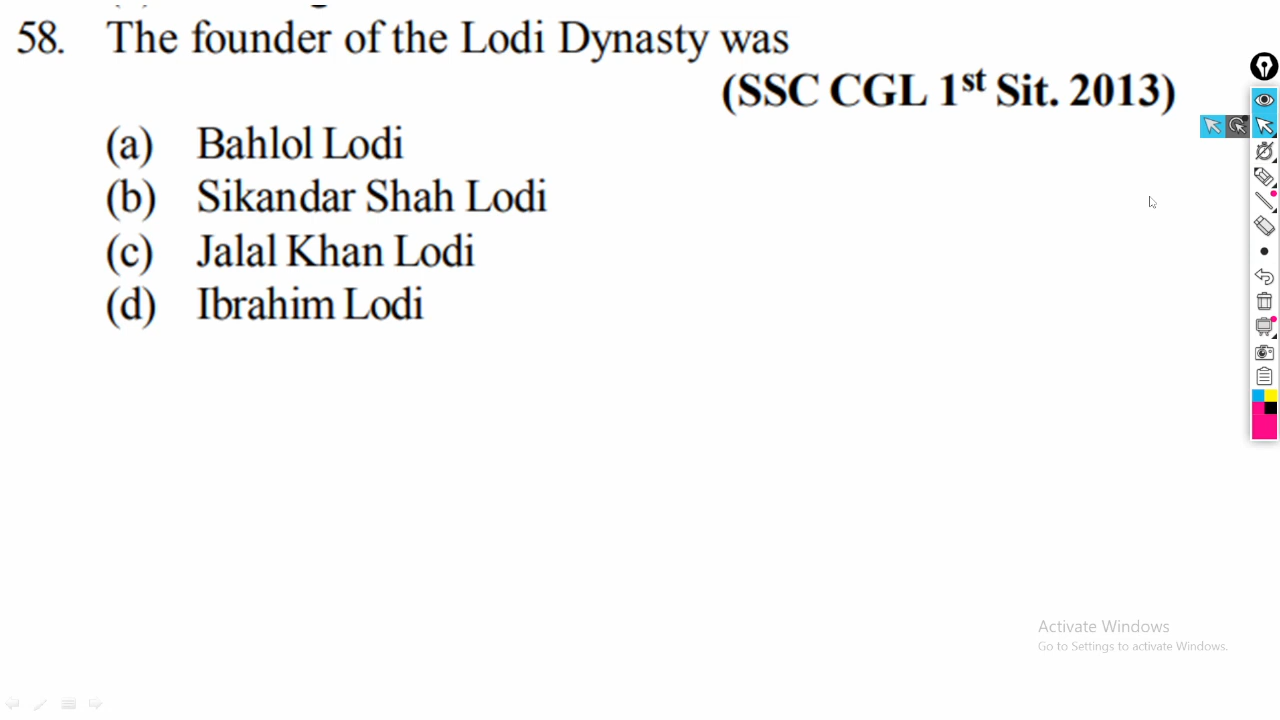 58. The founder of the Lodi Dynasty was
(SSC CGL 1st Sit. 2013)
(a) Bahlol Lodi
(b) Sikandar Shah Lodi
(c) Jalal Khan Lodi
(d) Ibrahim Lodi
Activate Windows
Go to Settings to activate Windows.